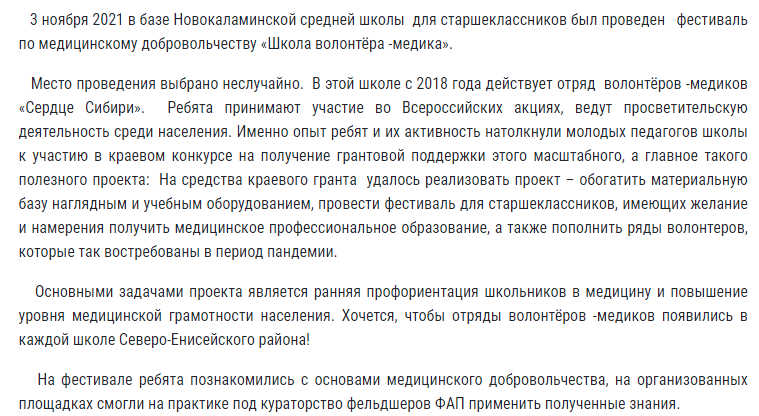 3 ноября 2021 в базе Новокаламинской средней школы для старшеклассников был проведен фестиваль
по медицинскому добровольчеству «Школа волонтёра -медика».
Место проведения выбрано неслучайно. В этой школе с 2018 года действует отряд волонтёров -медиков
«Сердце Сибири». Ребята принимают участие во Всероссийских акциях, ведут просветительскую
деятельность среди населения. Именно опыт ребят и их активность натолкнули молодых педагогов школы
к участию в краевом конкурсе на получение грантовой поддержки этого масштабного, а главное такого
полезного проекта: На средства краевого гранта удалось реализовать проект – обогатить материальную
базу наглядным и учебным оборудованием, провести фестиваль для старшеклассников, имеющих желание
и намерения получить медицинское профессиональное образование, а также пополнить ряды волонтеров,
которые так востребованы в период пандемии.
Основными задачами проекта является ранняя профориентация школьников в медицину и повышение
уровня медицинской грамотности населения. Хочется, чтобы отряды волонтёров -медиков появились в
каждой школе Северо-Енисейского района!
На фестивале ребята познакомились с основами медицинского добровольчества, на организованных
площадках смогли на практике под кураторство фельдшеров ФАП применить полученные знания.